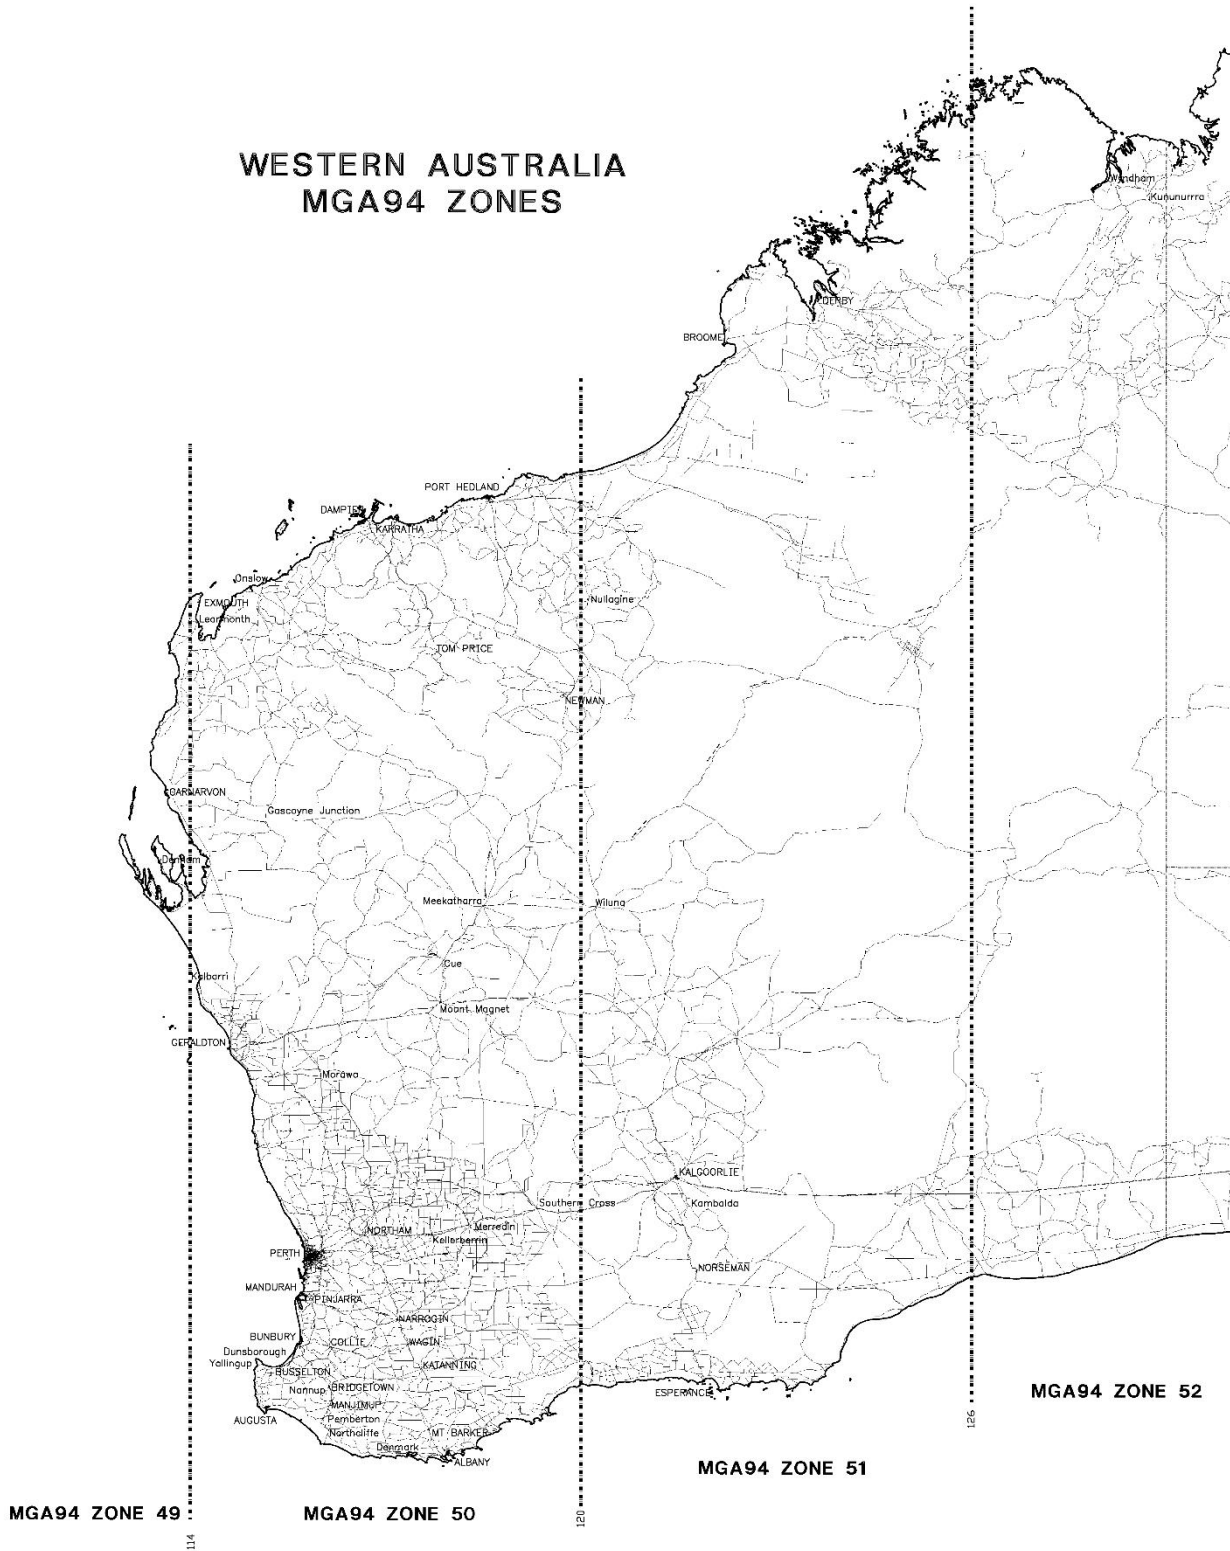 WESTERN AUSTRALIA
MGA94 ZONES
Wyndham
Kununurrra
DERBY
BROOME
PORT HEDLAND
DAMPIER
KARRATHA
Onslow
EXMOUTH
Learmonth
Nullagine
TOM PRICE
NEWMAN
CARNARVON
Gascoyne Junction
Denham
Meekatharra
Wiluna
Cue
Kalbarri
Mount Magnet
GERALDTON
Morawa
KALGOORLIE
Southern Cross
Kambalda
Merredin
NORTHAM
Kellerberrin
PERTH
NORSEMAN
MANDURAH
PINJARRA
NARROGIN
BUNBURY
COLLIE
WAGIN
Dunsborough
Yallingup
KATANNING
BUSSELTON
Nannup
BRIDGETOWN
ESPERANCE
MANJIMUP
AUGUSTA
Pemberton
Northcliffe
MT BARKER
Denmark
ALBANY
MGA94 ZONE 52
126
MGA94 ZONE 51
MGA94 ZONE 49
MGA94 ZONE 50
120
114